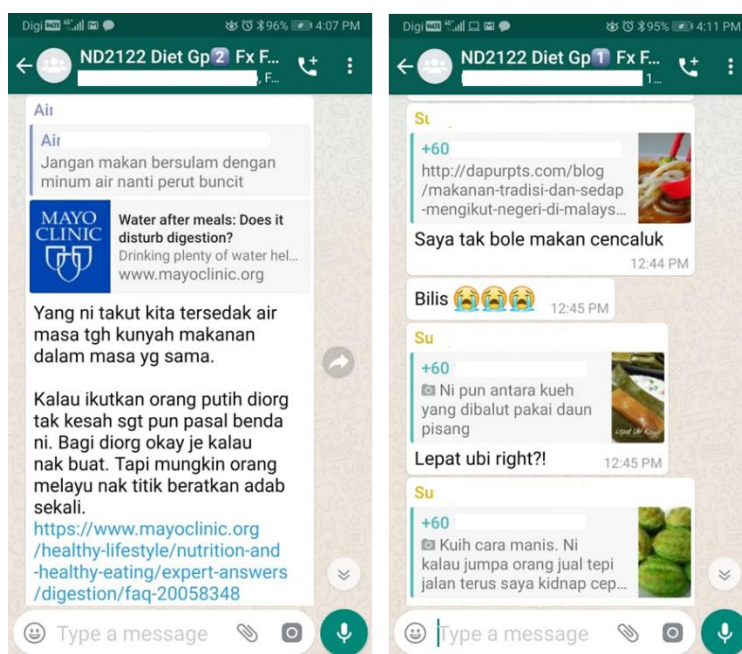 Digi 96% 4:07 PM
ND2122 Diet Gp2 Fx F...
, F...
Air
Air
Jangan makan bersulam dengan
minum air nanti perut buncit
MAYO
CLINIC
Water after meals: Does it
disturb digestion?
Drinking plenty of water hel...
www.mayoclinic.org
Yang ni takut kita tersedak air
masa tgh kunyah makanan
dalam masa yg sama.
Kalau ikutkan orang putih diorg
tak kesah sgt pun pasal benda
ni. Bagi diorg okay je kalau
nak buat. Tapi mungkin orang
melayu nak titik beratkan adab
sekali.
https://www.mayoclinic.org
/healthy-lifestyle/nutrition-and
-healthy-eating/expert-answers
/digestion/faq-20058348
Type a message
Digi 95% 4:11 PM
ND2122 Diet Gp1 Fx F...
1...
Su
+60
http://dapurpts.com/blog
/makanan-tradisi-dan-sedap
-mengikut-negeri-di-malays...
Saya tak bole makan cencaluk
12:44 PM
Bilis 😭😭😭
12:45 PM
Su
+60
Ni pun antara kueh
yang dibalut pakai daun
pisang
Lepat Ubi Kayu
Lepat ubi right?!
12:45 PM
Su
+60
Kuih cara manis. Ni
kalau jumpa orang jual tepi
jalan terus saya kidnap cep...
Type a message